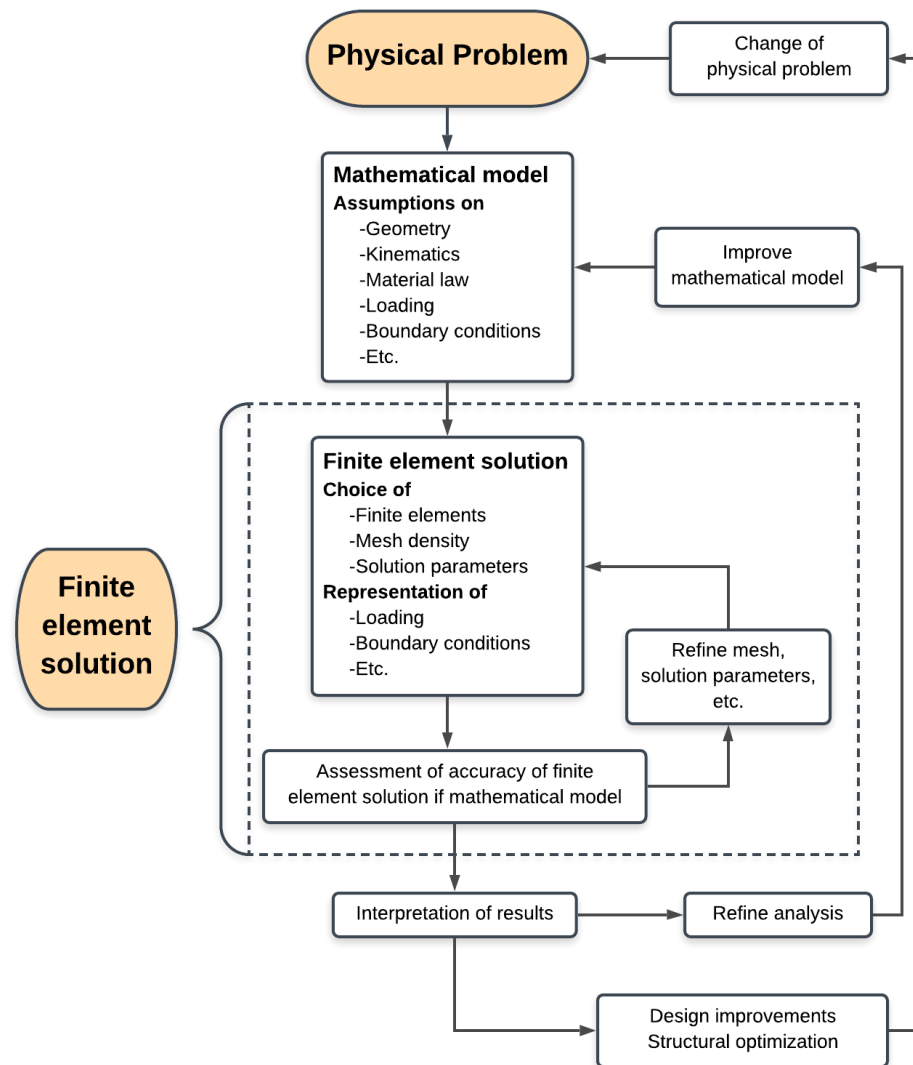 Physical Problem
Change of
physical problem
Mathematical model
Assumptions on
-Geometry
-Kinematics
-Material law
-Loading
-Boundary conditions
-Etc.
Improve
mathematical model
Finite element solution
Choice of
-Finite elements
-Mesh density
-Solution parameters
Representation of
-Loading
-Boundary conditions
-Etc.
Finite
element
solution
Refine mesh,
solution parameters,
etc.
Assessment of accuracy of finite
element solution if mathematical model
Interpretation of results
Refine analysis
Design improvements
Structural optimization